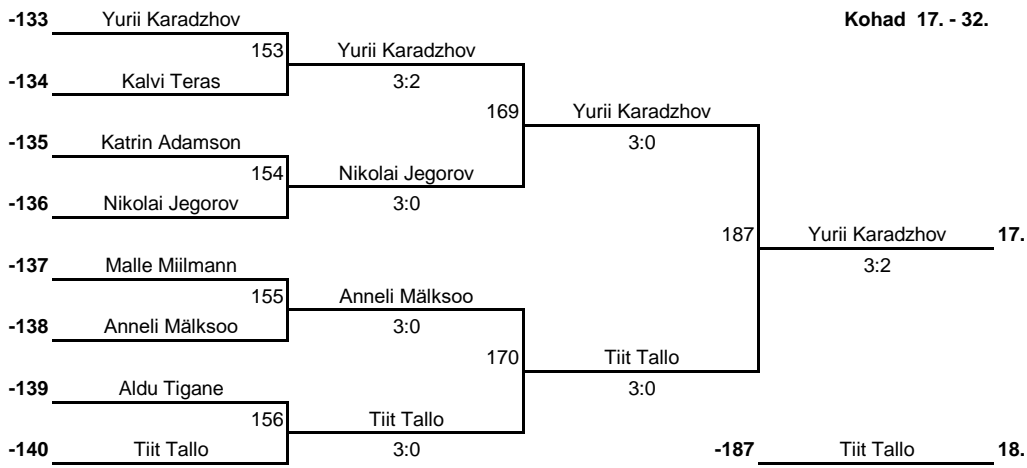 -133 Yurii Karadzhov Kohad 17. - 32.
153 Yurii Karadzhov
-134 Kalvi Teras 3:2
169 Yurii Karadzhov
-135 Katrin Adamson 3:0
154 Nikolai Jegorov
-136 Nikolai Jegorov 3:0
187 Yurii Karadzhov 17.
-137 Malle Miilmann 3:2
155 Anneli Mälksoo
-138 Anneli Mälksoo 3:0
170 Tiit Tallo
-139 Aldu Tigane 3:0
156 Tiit Tallo
-140 Tiit Tallo 3:0 -187 Tiit Tallo 18.